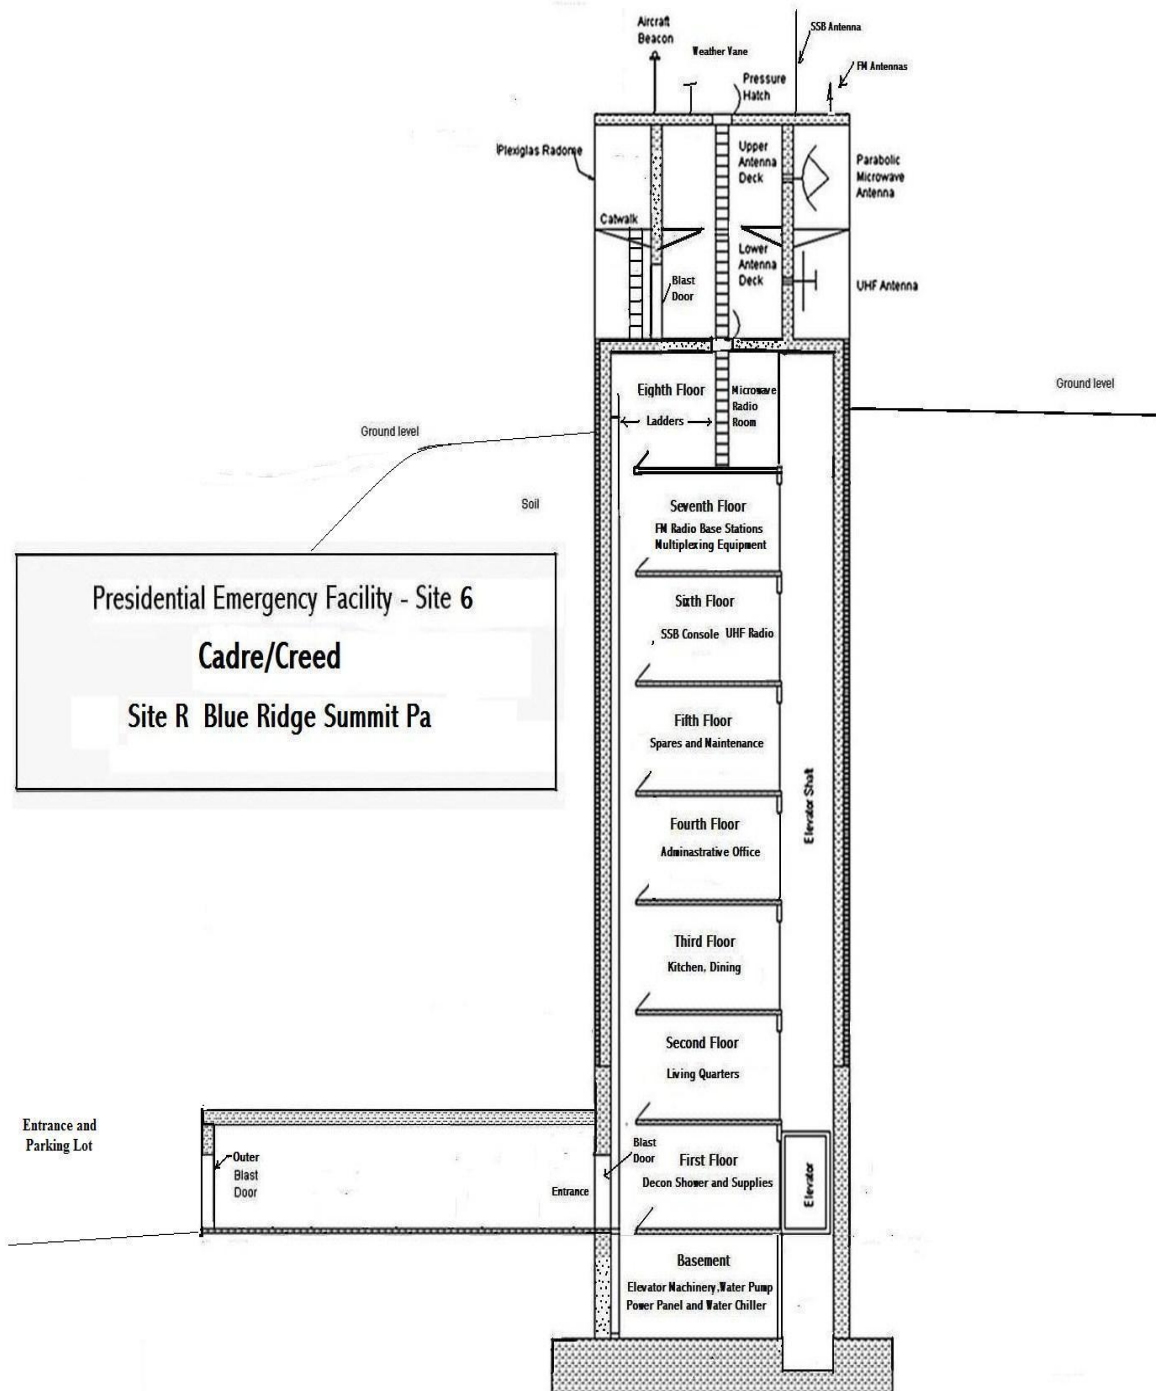 Aircraft
Beacon
Weather Vane
SSB Antenna
FM Antennas
Pressure
Hatch
Plexiglas Radome
Upper
Antenna
Deck
Parabolic
Microwave
Antenna
Catwalk
Lower
Antenna
Deck
Blast
Door
UHF Antenna
Eighth Floor
Microwave
Radio
Room
Ladders
Ground level
Ground level
Soil
Seventh Floor
FM Radio Base Stations
Multiplexing Equipment
Presidential Emergency Facility - Site 6
Cadre/Creed
Site R Blue Ridge Summit Pa
Sixth Floor
SSB Console UHF Radio
Fifth Floor
Spares and Maintenance
Elevator Shaft
Fourth Floor
Adminastrative Office
Third Floor
Kitchen, Dining
Second Floor
Living Quarters
Entrance and
Parking Lot
Outer
Blast
Door
Entrance
Blast
Door
First Floor
Decon Shower and Supplies
Elevator
Basement
Elevator Machinery,Water Pump
Power Panel and Water Chiller